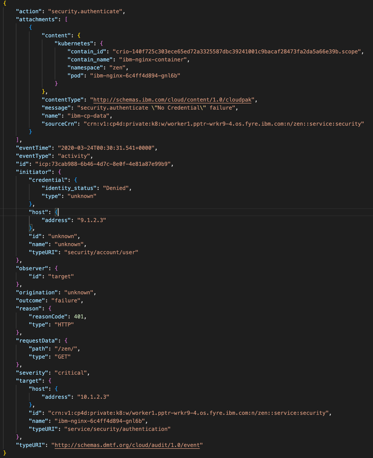 {
"action": "security.authenticate",
"attachments": [
{
"content": {
"kubernetes": {
"contain_id": "crio-140f725c303ece65ed72a3325587dbc39241001c9bacaf28473fa2da5a66e39b.scope",
"contain_name": "ibm-nginx-container",
"namespace": "zen",
"pod": "ibm-nginx-6c4ff4d894-gnl6b"
}
},
"contentType": "http://schemas.ibm.com/cloud/content/1.0/cloudpak",
"message": "security.authenticate \"No Credential\" failure",
"name": "ibm-cp-data",
"sourceCrn": "crn:v1:cp4d:private:k8:w/worker1.pptr-wrkr9-4.os.fyre.ibm.com:n/zen::service:security"
}
],
"eventTime": "2020-03-24T00:30:31.541+0000",
"eventType": "activity",
"id": "icp:73cab988-6b46-4d7c-8e0f-4e81a87e99b9",
"initiator": {
"credential": {
"identity_status": "Denied",
"type": "unknown"
},
"host": {
"address": "9.1.2.3"
},
"id": "unknown",
"name": "unknown",
"typeURI": "security/account/user"
},
"observer": {
"id": "target"
},
"origination": "unknown",
"outcome": "failure",
"reason": {
"reasonCode": 401,
"type": "HTTP"
},
"requestData": {
"path": "/zen/",
"type": "GET"
},
"severity": "critical",
"target": {
"host": {
"address": "10.1.2.3"
},
"id": "crn:v1:cp4d:private:k8:w/worker1.pptr-wrkr9-4.os.fyre.ibm.com:n/zen::service:security",
"name": "ibm-nginx-6c4ff4d894-gnl6b",
"typeURI": "service/security/authentication"
},
"typeURI": "http://schemas.dmtf.org/cloud/audit/1.0/event"
}